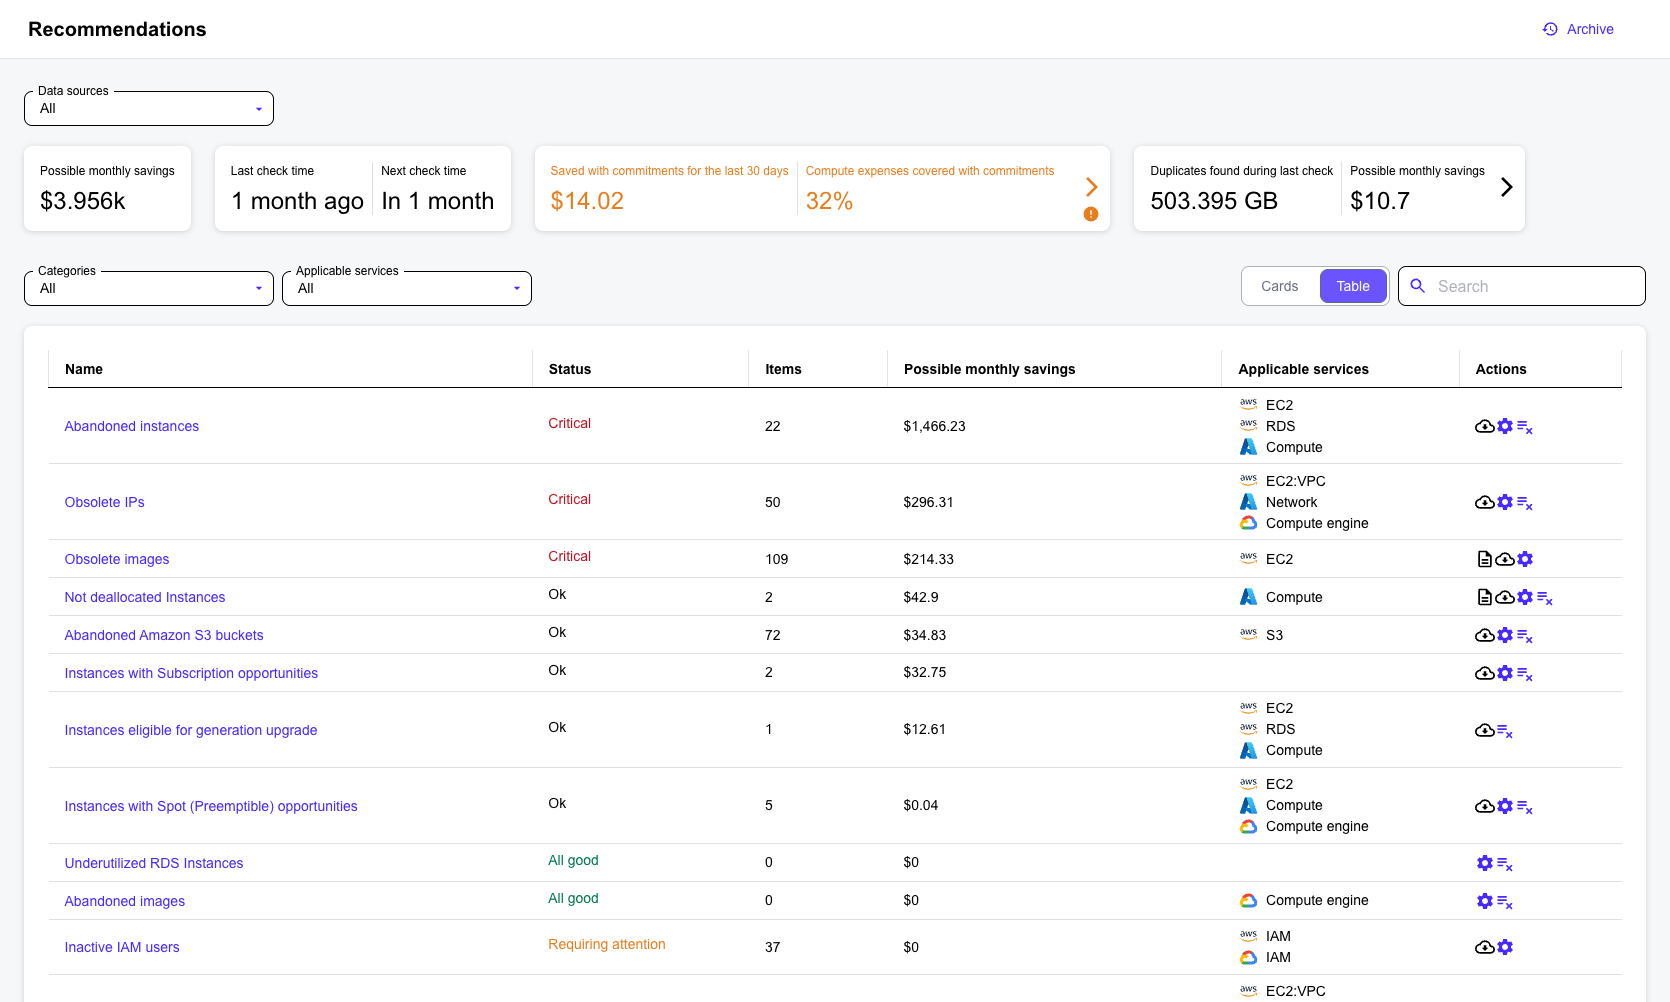 Recommendations
Archive
Data sources
All
Possible monthly savings
$3.956k
Last check time
1 month ago
Next check time
In 1 month
Saved with commitments for the last 30 days
$14.02
Compute expenses covered with commitments
32%
Duplicates found during last check
503.395 GB
Possible monthly savings
$10.7
Categories
All
Applicable services
All
Cards
Table
Search
Name Status Items Possible monthly savings Applicable services Actions
Abandoned instances Critical 22 $1,466.23
aws EC2
aws RDS
Compute
Obsolete IPs Critical 50 $296.31
aws EC2:VPC
Network
Compute engine
Obsolete images Critical 109 $214.33 aws EC2
Not deallocated Instances Ok 2 $42.9 Compute
Abandoned Amazon S3 buckets Ok 72 $34.83 aws S3
Instances with Subscription opportunities Ok 2 $32.75
Instances eligible for generation upgrade Ok 1 $12.61
aws EC2
aws RDS
Compute
Instances with Spot (Preemptible) opportunities Ok 5 $0.04
aws EC2
Compute
Compute engine
Underutilized RDS Instances All good 0 $0
Abandoned images All good 0 $0 Compute engine
Inactive IAM users Requiring attention 37 $0
aws IAM
IAM
aws EC2:VPC